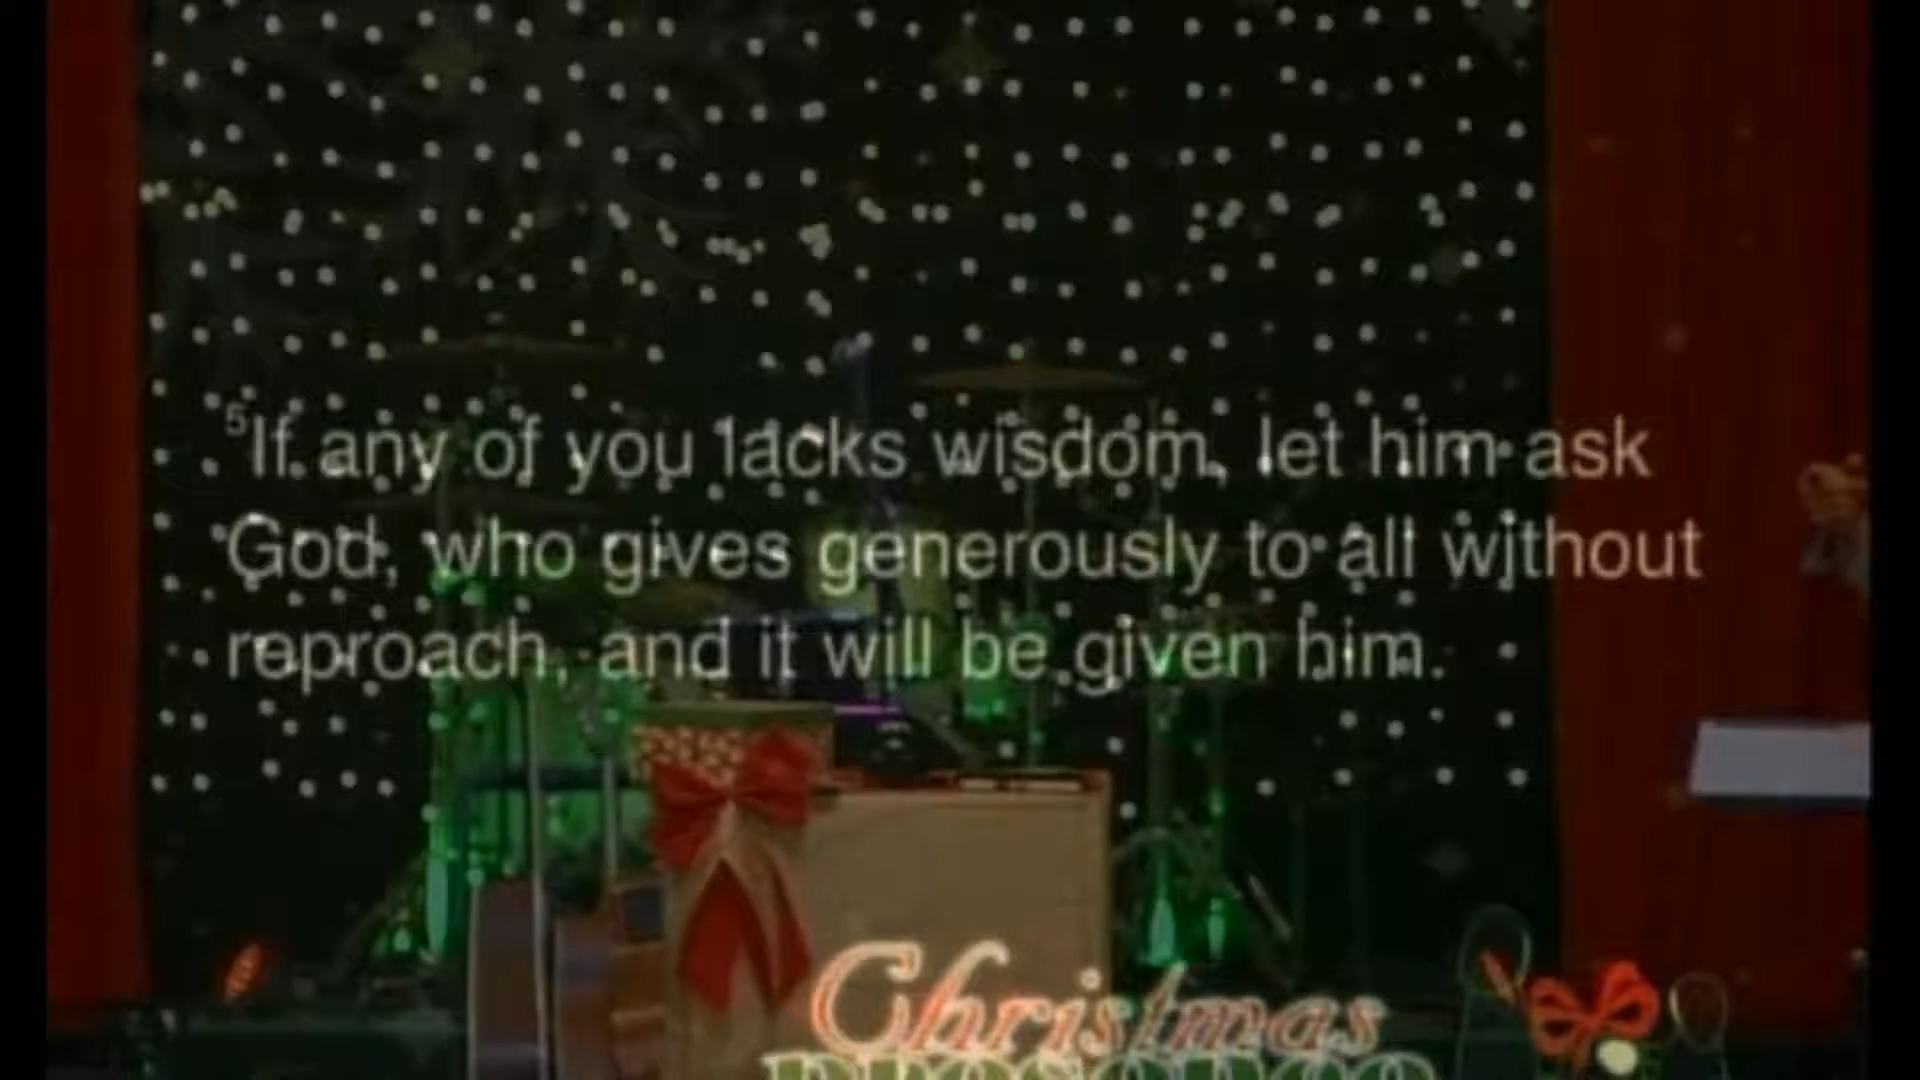 ⁵If any of you lacks wisdom, let him ask
God, who gives generously to all without
reproach, and it will be given him.
Christmas